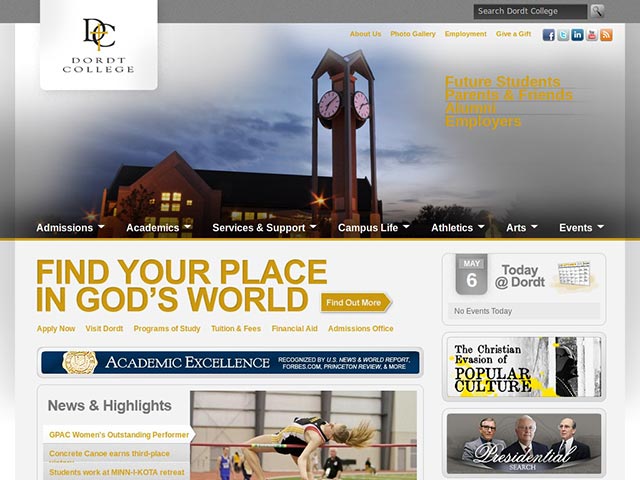 Search Dordt College
DC
DORDT
COLLEGE
About Us Photo Gallery Employment Give a Gift
Future Students
Parents & Friends
Alumni
Employers
Admissions Academics Services & Support Campus Life Athletics Arts Events
FIND YOUR PLACE
IN GOD'S WORLD
Find Out More
Apply Now Visit Dordt Programs of Study Tuition & Fees Financial Aid Admissions Office
MAY
6
Today
@ Dordt
No Events Today
ACADEMIC EXCELLENCE
RECOGNIZED BY U.S. NEWS & WORLD REPORT,
FORBES.COM, PRINCETON REVIEW, & MORE
The Christian
Evasion of
POPULAR
CULTURE
News & Highlights
GPAC Women's Outstanding Performer
Concrete Canoe earns third-place
Students work at MINN-I-KOTA retreat
Presidential
SEARCH